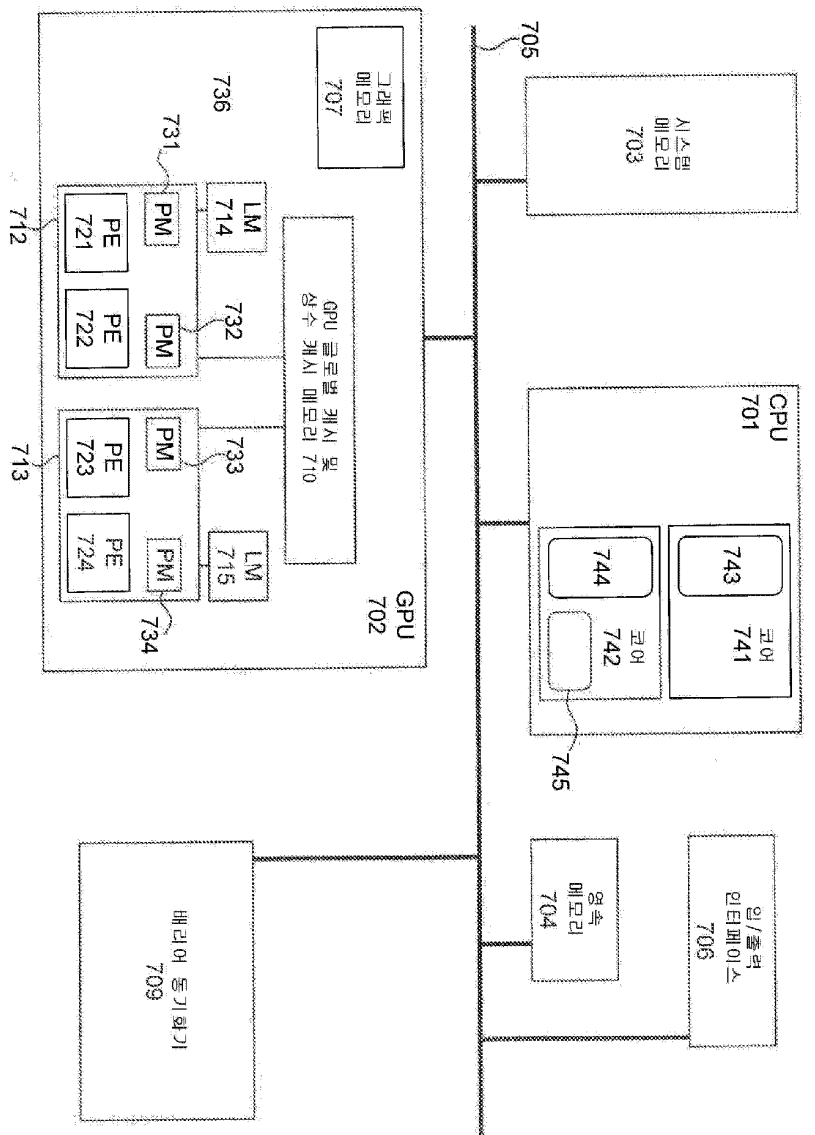 CPU
701
코어
741
743
코어
742
744
745
입/출력
인터페이스
706
시스템
메모리
703
영속
메모리
704
705
GPU
702
그래픽
메모리
707
GPU 글로벌 캐시 및
상수 캐시 메모리 710
736
LM
714
LM
715
731
732
733
734
PM
PM
PM
PM
PE
721
PE
722
PE
723
PE
724
712
713
배리어 동기화기
709